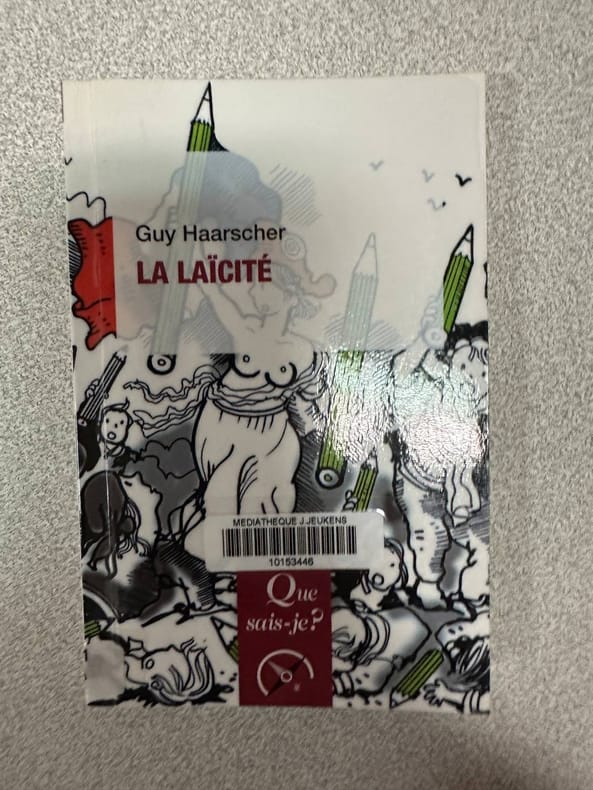 Guy Haarscher
LA LAÏCITÉ
MEDIATHEQUE J JEUKENS
10153446
Que
sais-je?